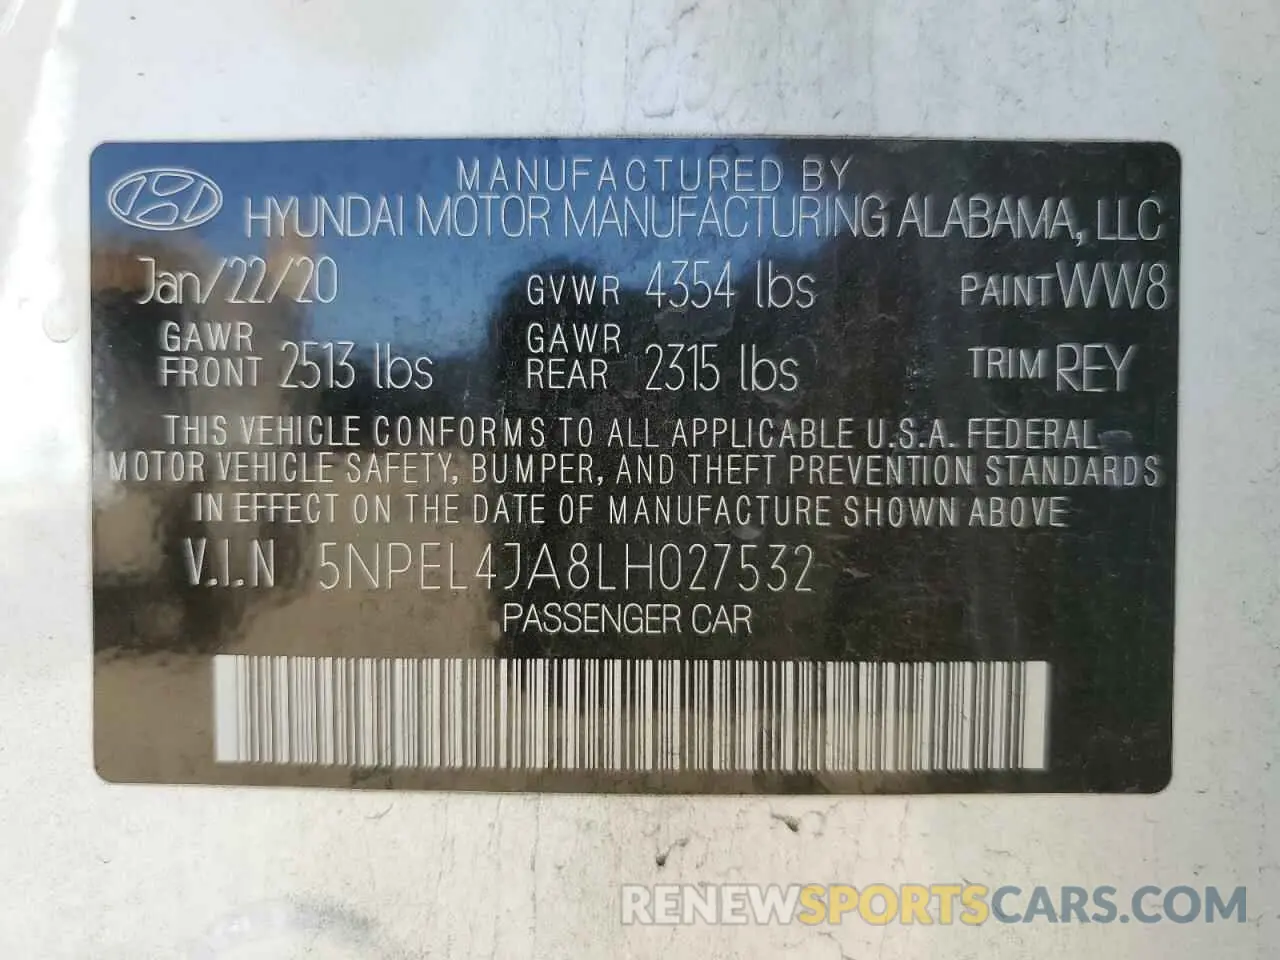 MANUFACTURED BY
HYUNDAI MOTOR MANUFACTURING ALABAMA, LLC
Jan/22/20 GVWR 4354 lbs PAINT WW8
GAWR FRONT 2513 lbs GAWR REAR 2315 lbs TRIM REY
THIS VEHICLE CONFORMS TO ALL APPLICABLE U.S.A. FEDERAL
MOTOR VEHICLE SAFETY, BUMPER, AND THEFT PREVENTION STANDARDS
IN EFFECT ON THE DATE OF MANUFACTURE SHOWN ABOVE
V.I.N 5NPEL4JA8LH027532
PASSENGER CAR
RENEWSPORTSCARS.COM